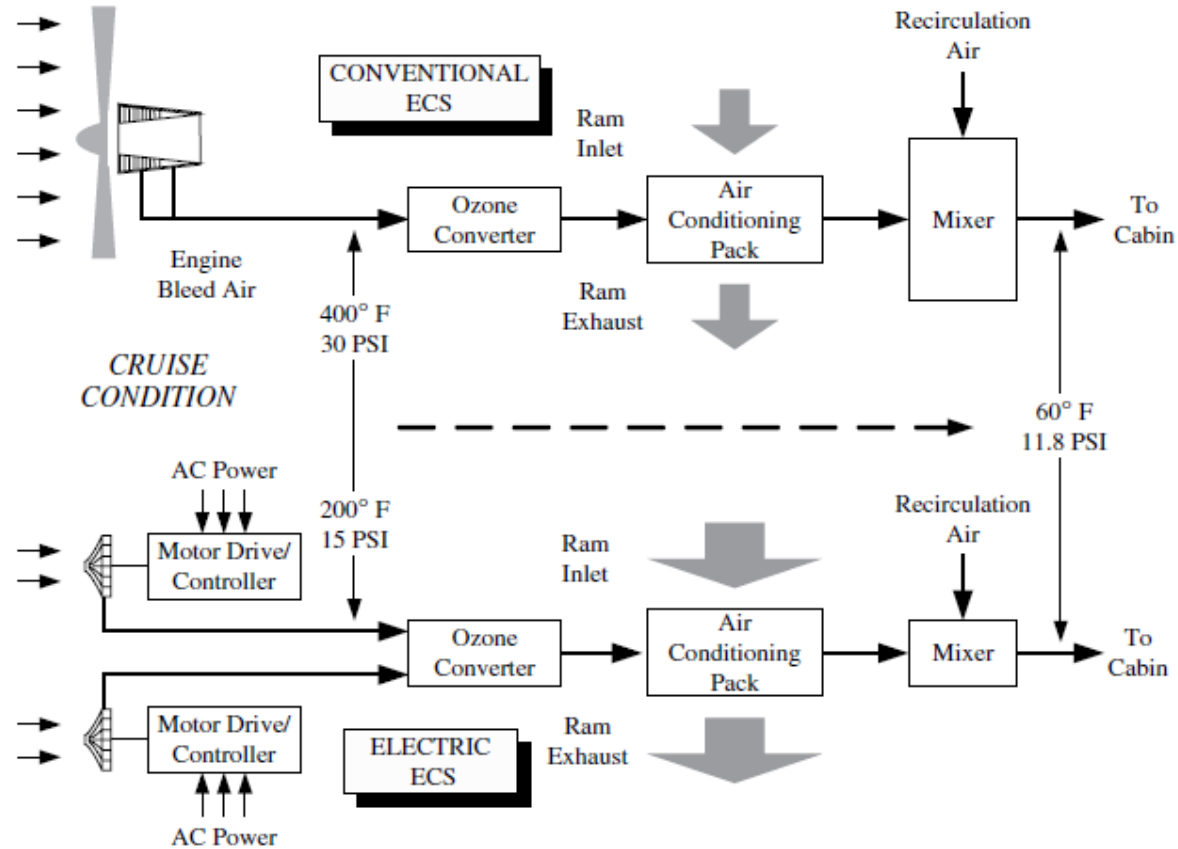 CONVENTIONAL
ECS
Recirculation
Air
Ram
Inlet
Ozone
Converter
Air
Conditioning
Pack
Mixer
To
Cabin
Engine
Bleed Air
Ram
Exhaust
400° F
30 PSI
CRUISE
CONDITION
60° F
11.8 PSI
AC Power
200° F
15 PSI
Recirculation
Air
Motor Drive/
Controller
Ram
Inlet
Ozone
Converter
Air
Conditioning
Pack
Mixer
To
Cabin
Motor Drive/
Controller
ELECTRIC
ECS
Ram
Exhaust
AC Power